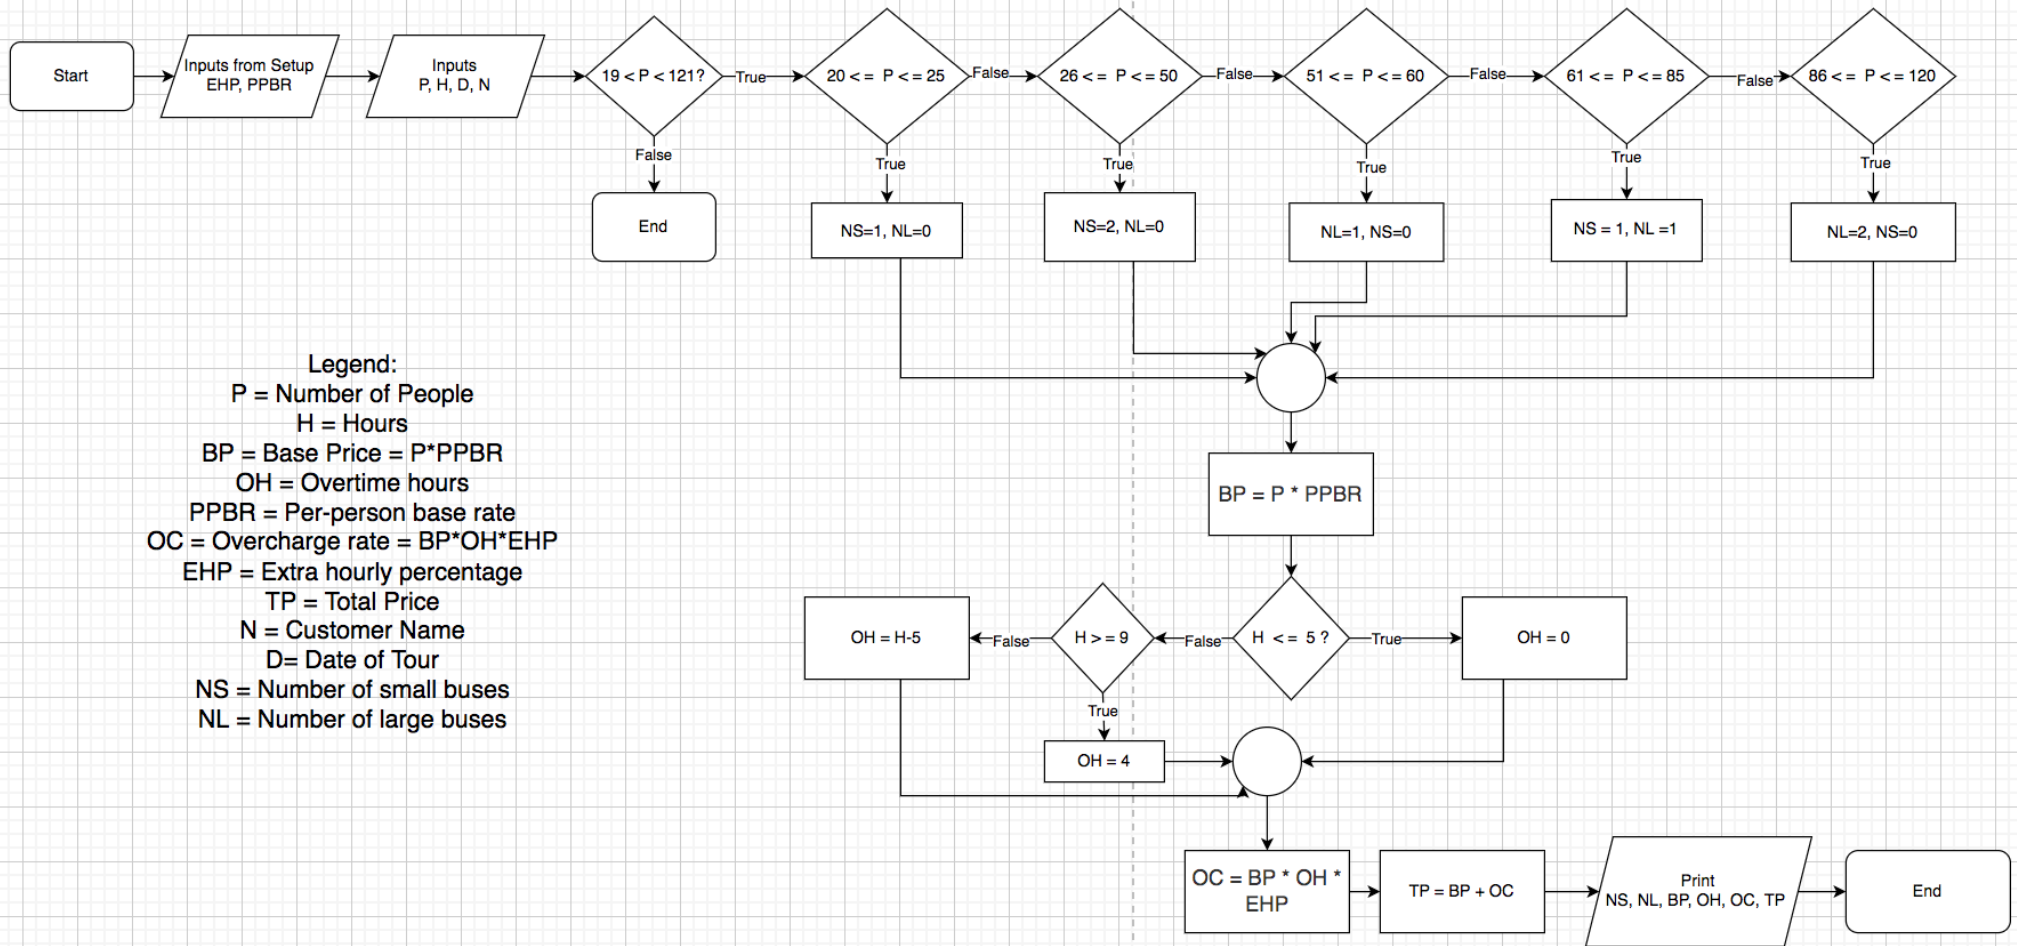 Start
Inputs from Setup
EHP, PPBR
Inputs
P, H, D, N
19 < P < 121?
True
20 <= P <= 25
False
26 <= P <= 50
False
51 <= P <= 60
False
61 <= P <= 85
False
86 <= P <= 120
False
True
True
True
True
True
End
NS=1, NL=0
NS=2, NL=0
NL=1, NS=0
NS = 1, NL =1
NL=2, NS=0
Legend:
P = Number of People
H = Hours
BP = Base Price = P*PPBR
OH = Overtime hours
PPBR = Per-person base rate
OC = Overcharge rate = BP*OH*EHP
EHP = Extra hourly percentage
TP = Total Price
N = Customer Name
D= Date of Tour
NS = Number of small buses
NL = Number of large buses
BP = P * PPBR
OH = H-5
False
H >= 9
False
H <= 5 ?
True
OH = 0
True
OH = 4
OC = BP * OH *
EHP
TP = BP + OC
Print
NS, NL, BP, OH, OC, TP
End